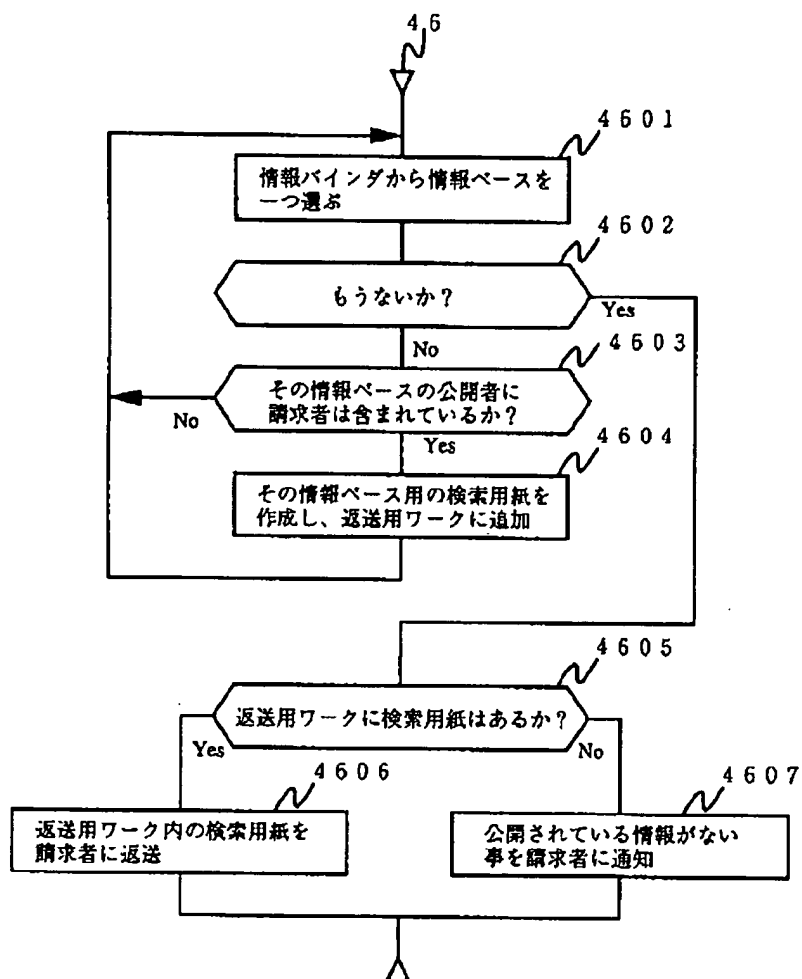 46
4601
情報バインダから情報ベースを
一つ選ぶ
4602
もうないか？
Yes
No
4603
その情報ベースの公開者に
請求者は含まれているか？
No
Yes
4604
その情報ベース用の検索用紙を
作成し、返送用ワークに追加
4605
返送用ワークに検索用紙はあるか？
Yes
No
4606
返送用ワーク内の検索用紙を
請求者に返送
4607
公開されている情報がない
事を請求者に通知